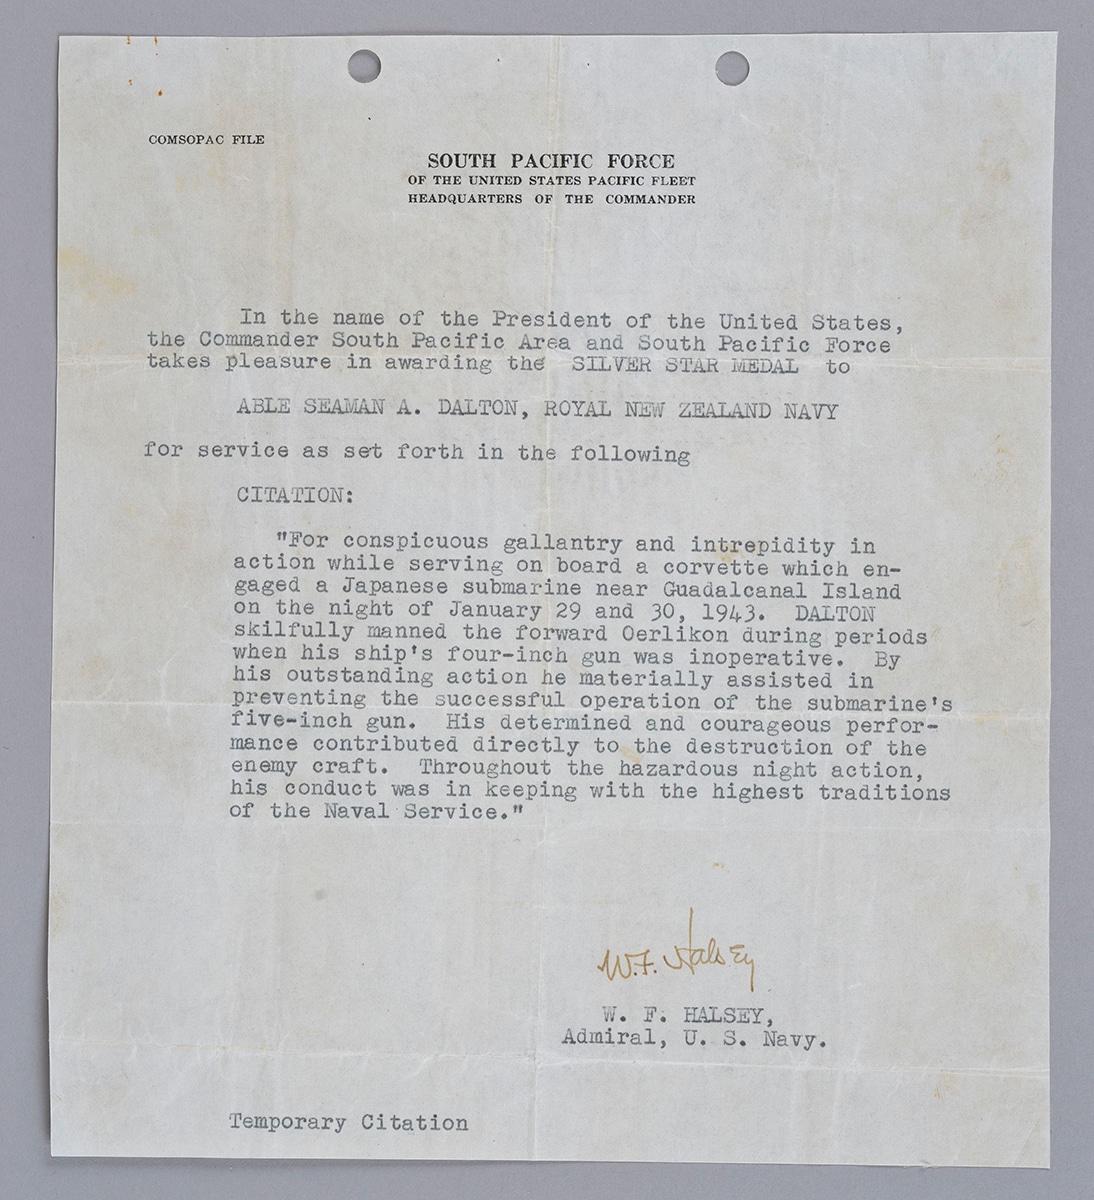 COMSOPAC FILE
SOUTH PACIFIC FORCE
OF THE UNITED STATES PACIFIC FLEET
HEADQUARTERS OF THE COMMANDER
In the name of the President of the United States,
the Commander South Pacific Area and South Pacific Force
takes pleasure in awarding the SILVER STAR MEDAL to
ABLE SEAMAN A. DALTON, ROYAL NEW ZEALAND NAVY
for service as set forth in the following
CITATION:
"For conspicuous gallantry and intrepidity in
action while serving on board a corvette which en-
gaged a Japanese submarine near Guadalcanal Island
on the night of January 29 and 30, 1943. DALTON
skilfully manned the forward Oerlikon during periods
when his ship's four-inch gun was inoperative. By
his outstanding action he materially assisted in
preventing the successful operation of the submarine's
five-inch gun. His determined and courageous perfor-
mance contributed directly to the destruction of the
enemy craft. Throughout the hazardous night action,
his conduct was in keeping with the highest traditions
of the Naval Service."
W. F. Halsey
W. F. HALSEY,
Admiral, U. S. Navy.
Temporary Citation